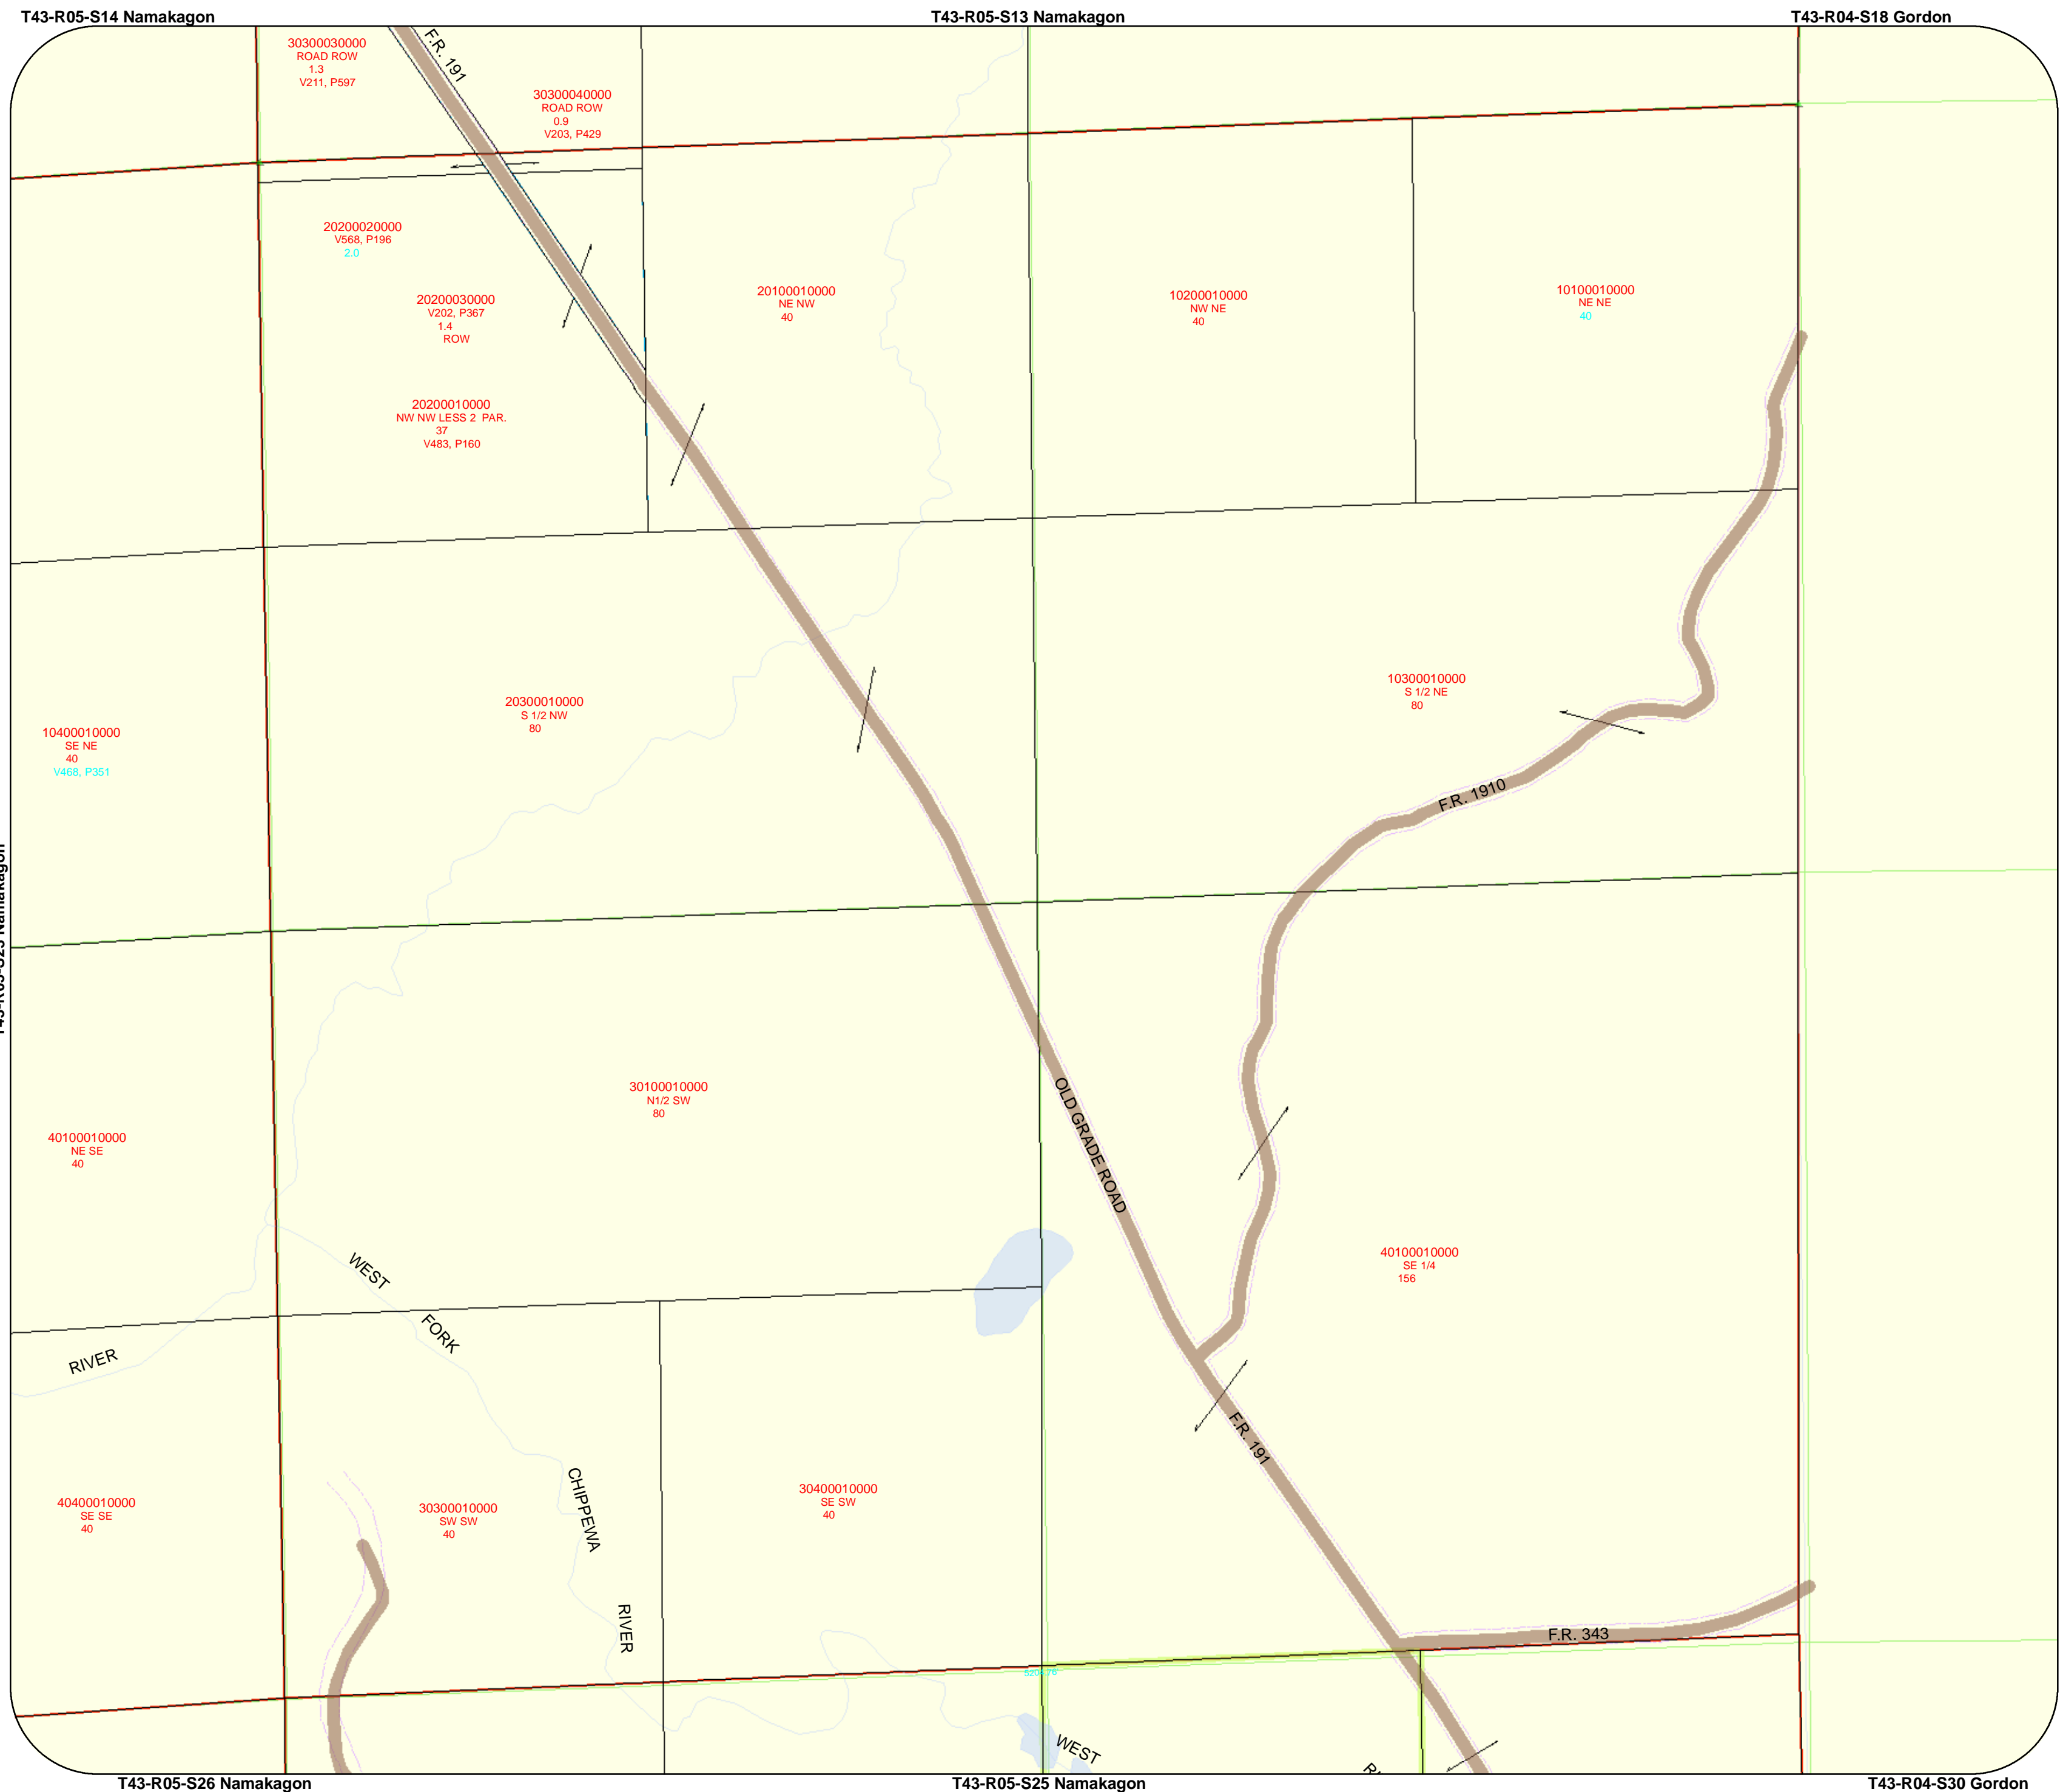 T43-R05-S14 Namakagon
T43-R05-S13 Namakagon
T43-R04-S18 Gordon
30300030000
ROAD ROW
1.3
V211, P597
F.R. 191
30300040000
ROAD ROW
0.9
V203, P429
20200020000
V568, P196
2.0
20200030000
V202, P367
1.4
ROW
20200010000
NW NW LESS 2 PAR.
37
V483, P160
20100010000
NE NW
40
10200010000
NW NE
40
10100010000
NE NE
40
10400010000
SE NE
40
V468, P351
20300010000
S 1/2 NW
80
10300010000
S 1/2 NE
80
F.R. 1910
40100010000
NE SE
40
30100010000
N1/2 SW
80
OLD GRADE ROAD
40100010000
SE 1/4
156
WEST
FORK
RIVER
CHIPPEWA
RIVER
F.R. 191
40400010000
SE SE
40
30300010000
SW SW
40
30400010000
SE SW
40
F.R. 343
WEST
T43-R05-S26 Namakagon
T43-R05-S25 Namakagon
T43-R04-S30 Gordon